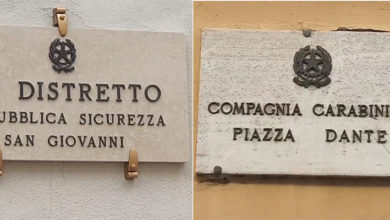 DISTRETTO
UBBLICA SICUREZZA
SAN GIOVANNI
COMPAGNIA CARABINI
PIAZZA DANTE